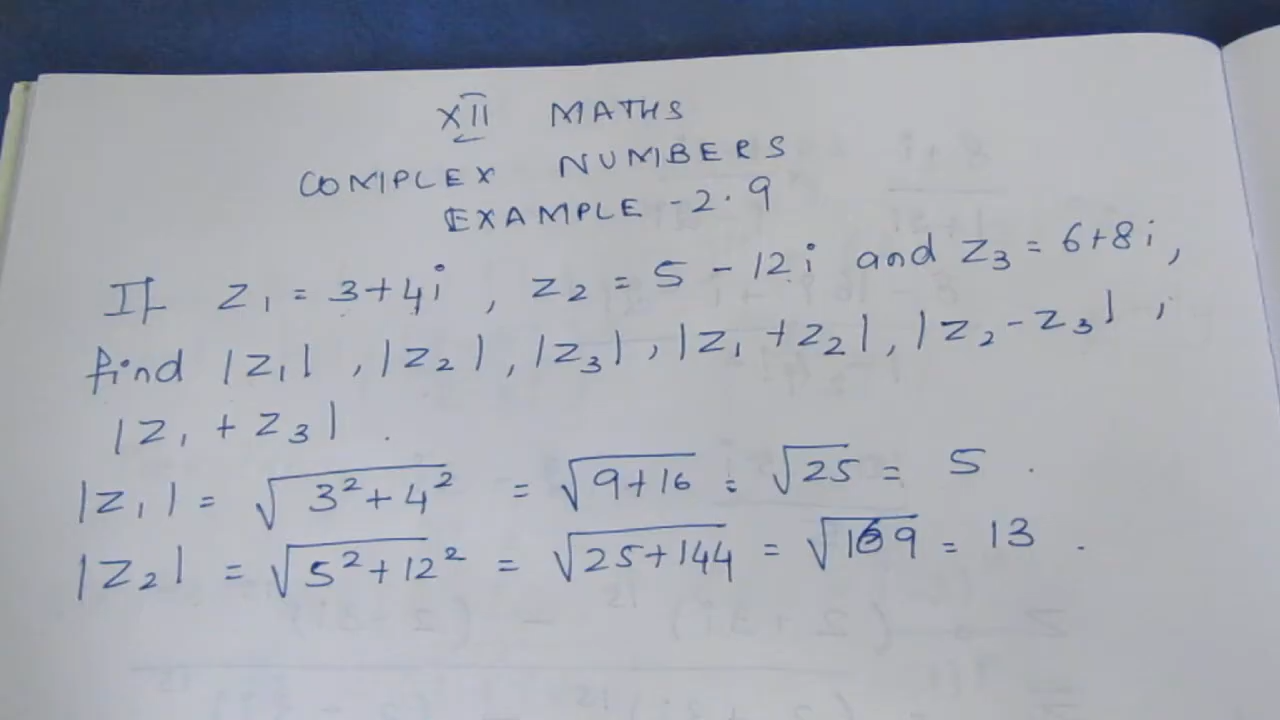 XII MATHS
COMPLEX NUMBERS
EXAMPLE - 2.9
If z₁ = 3+4i , z₂ = 5 - 12i and z₃ = 6+8i ,
find |z₁| , |z₂| , |z₃| , |z₁ + z₂| , |z₂ - z₃| ,
|z₁ + z₃| .
|z₁| = √(3² + 4²) = √(9+16) = √25 = 5 .
|z₂| = √(5² + 12²) = √(25+144) = √169 = 13 .